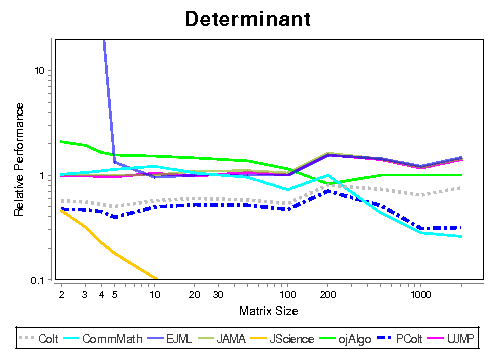 Determinant
Relative Performance
10
1
0.1
2 3 4 5 10 20 30 100 200 1000
Matrix Size
Colt CommMath EJML JAMA JScience ojAlgo PColt UJMP